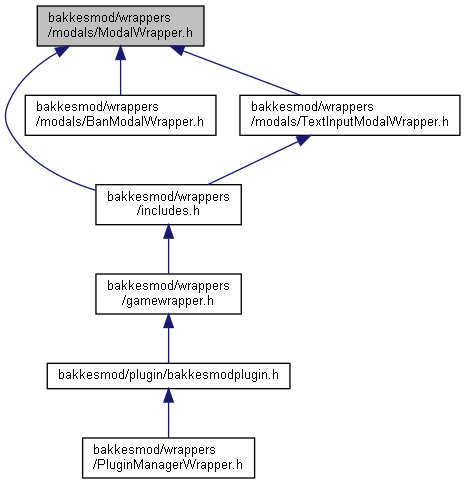 bakkesmod/wrappers
/modals/ModalWrapper.h
bakkesmod/wrappers
/modals/BanModalWrapper.h
bakkesmod/wrappers
/modals/TextInputModalWrapper.h
bakkesmod/wrappers
/includes.h
bakkesmod/wrappers
/gamewrapper.h
bakkesmod/plugin/bakkesmodplugin.h
bakkesmod/wrappers
/PluginManagerWrapper.h